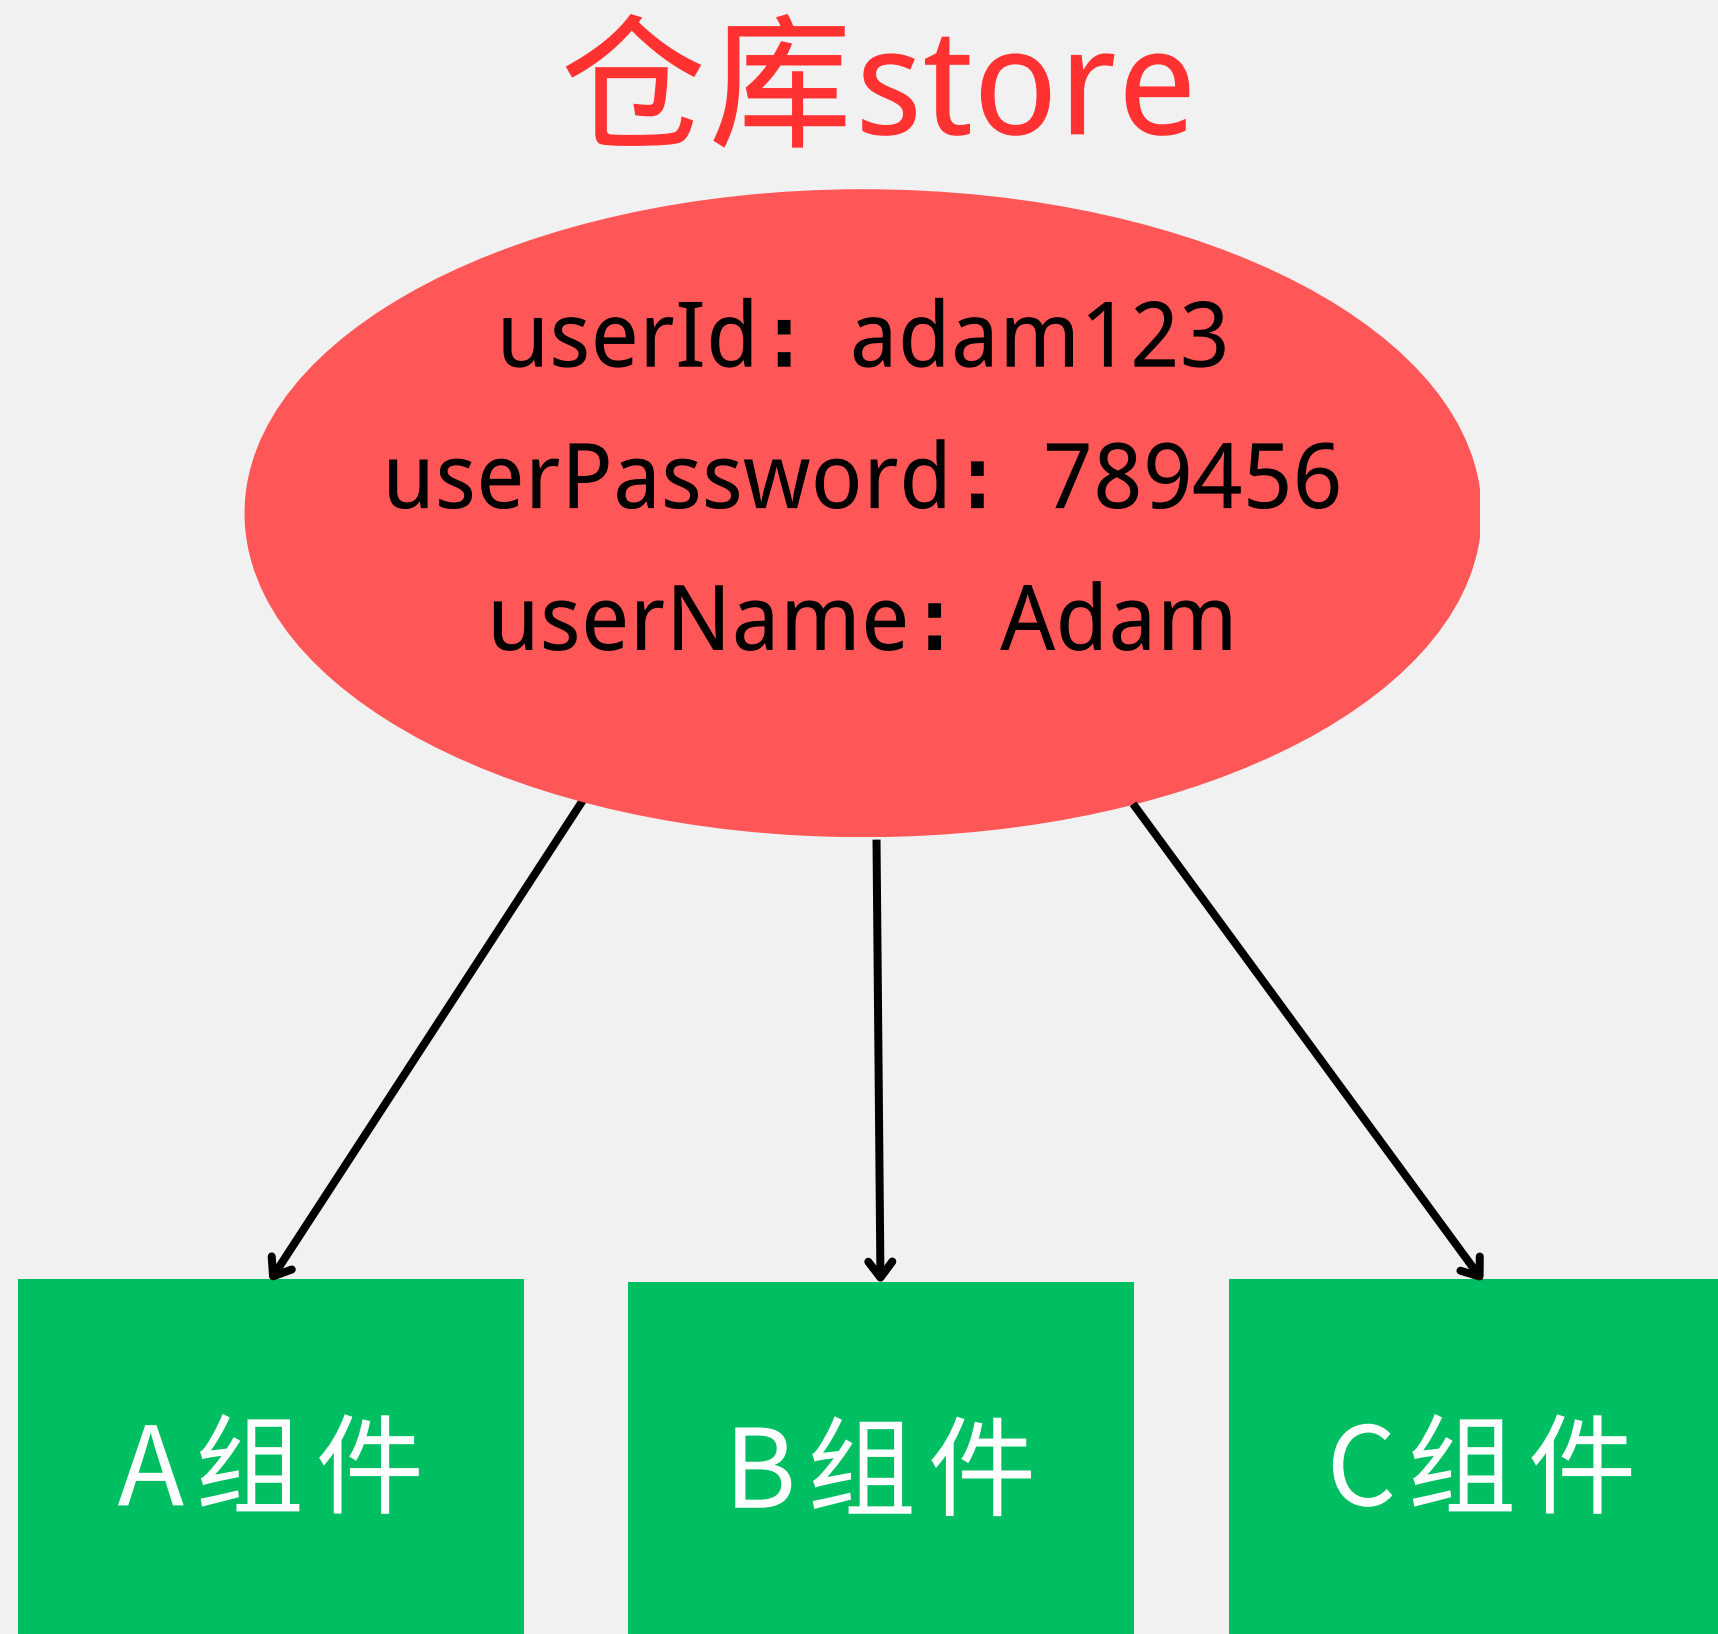 仓库store
userId：adam123
userPassword：789456
userName：Adam
A组件
B组件
C组件